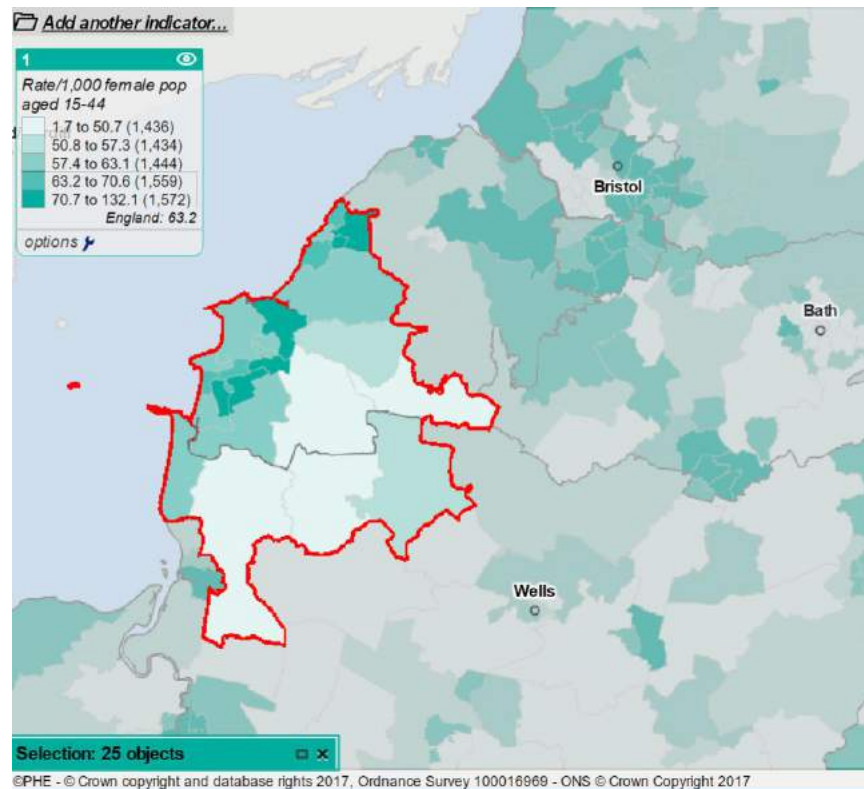 Add another indicator...
1
Rate/1,000 female pop
aged 15-44
1.7 to 50.7 (1,436)
50.8 to 57.3 (1,434)
57.4 to 63.1 (1,444)
63.2 to 70.6 (1,559)
70.7 to 132.1 (1,572)
England: 63.2
options
Bristol
Bath
Wells
Selection: 25 objects
©PHE - © Crown copyright and database rights 2017, Ordnance Survey 100016969 - ONS © Crown Copyright 2017